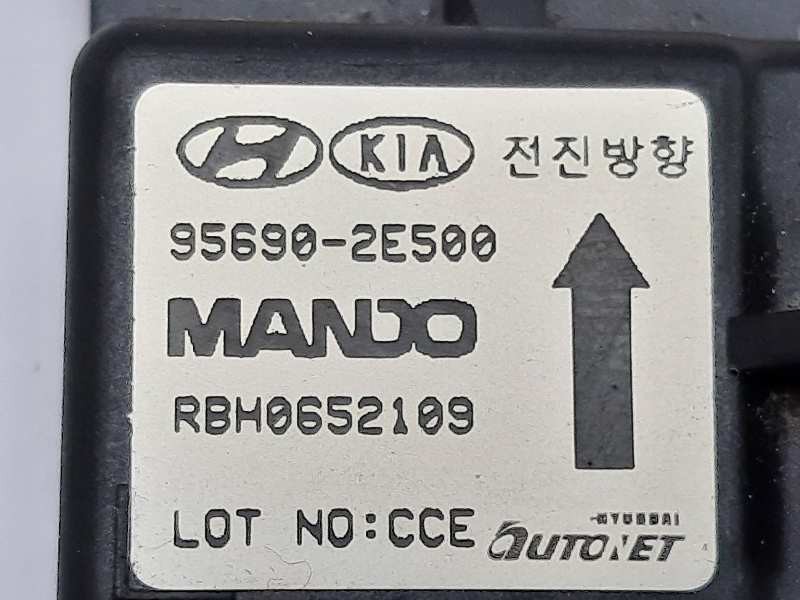 KIA 전진방향
95690-2E500
MANDO
RBH0652109
LOT NO:CCE
HYUNDAI
AUTONET